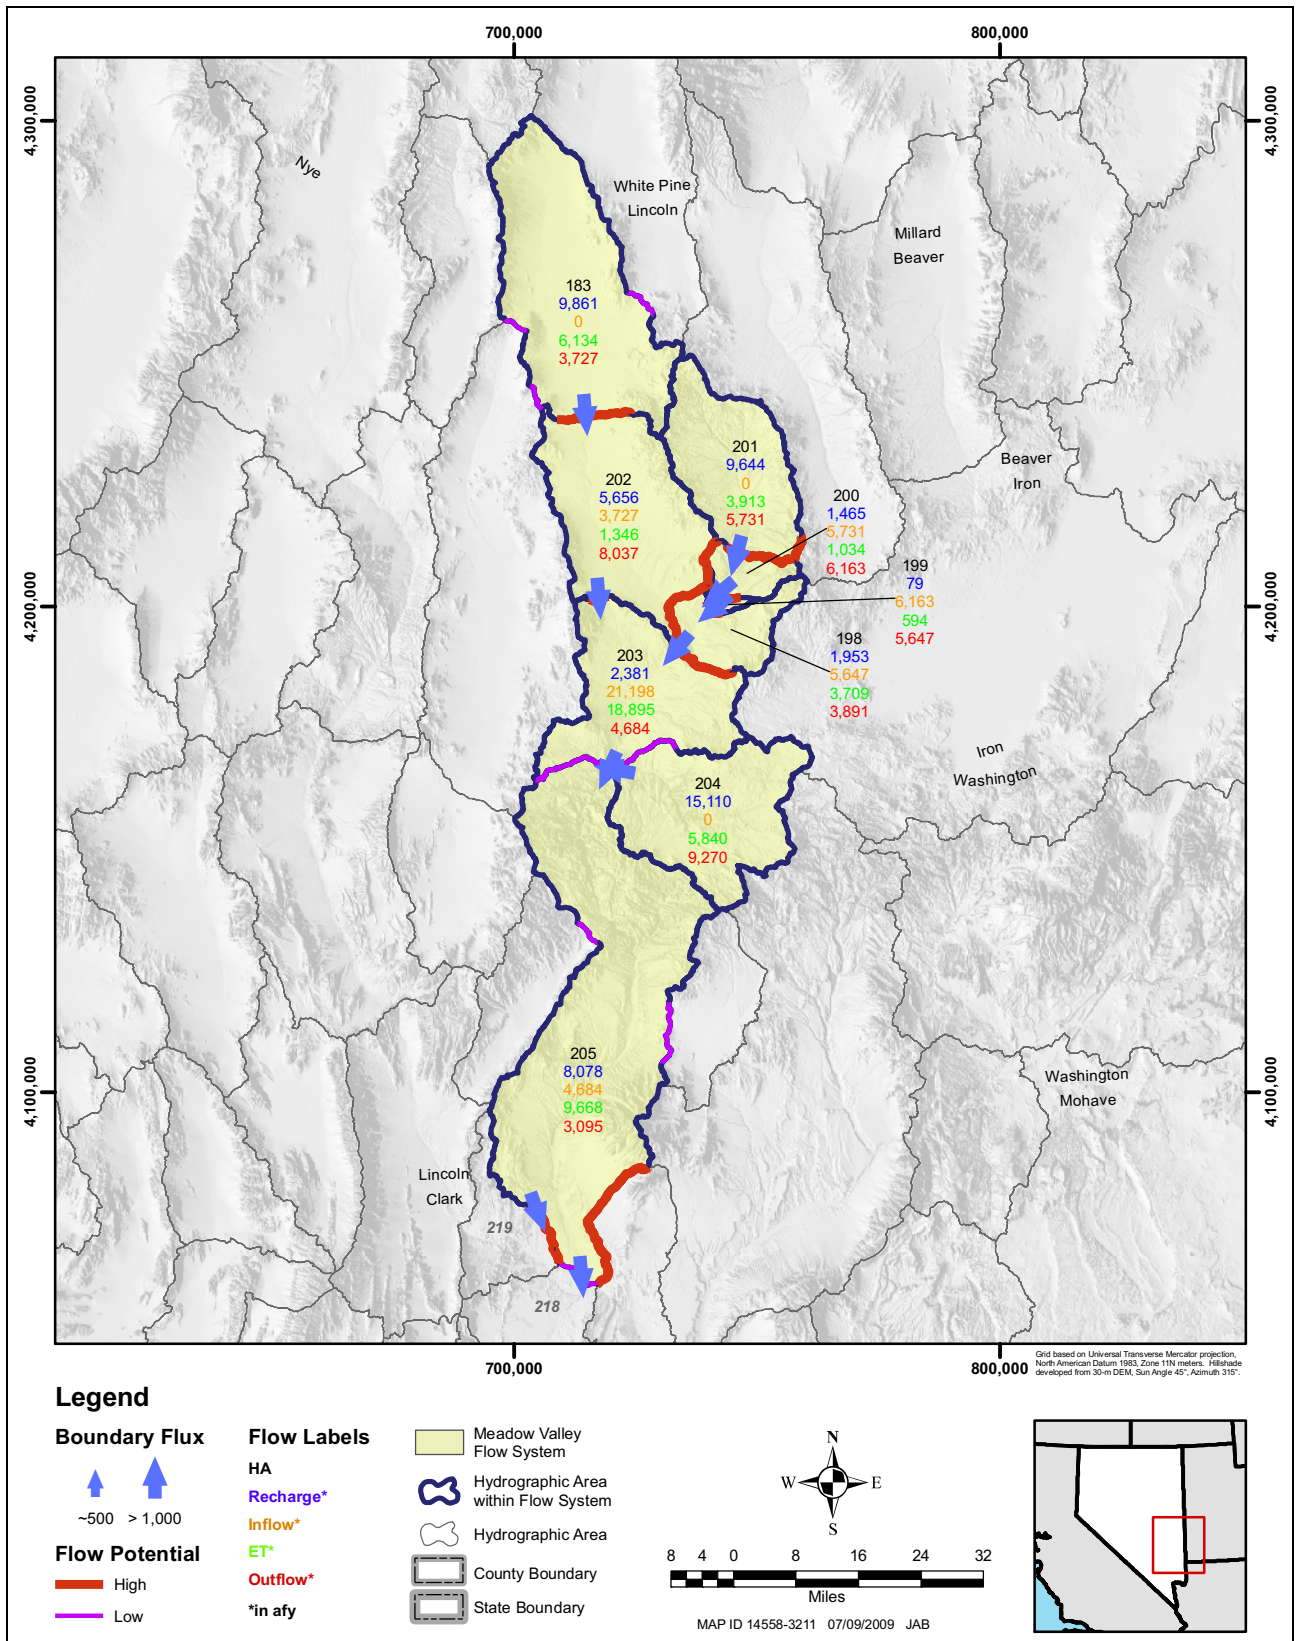 700,000
800,000
4,300,000
4,300,000
Nye
White Pine
Lincoln
Millard
Beaver
183
9,861
0
6,134
3,727
201
9,644
0
3,913
5,731
Beaver
Iron
202
5,656
3,727
1,346
8,037
200
1,465
5,731
1,034
6,163
199
79
6,163
594
5,647
4,200,000
4,200,000
198
1,953
5,647
3,709
3,891
203
2,381
21,198
18,895
4,684
Iron
Washington
204
15,110
0
5,840
9,270
205
8,078
4,684
9,668
3,095
4,100,000
4,100,000
Washington
Mohave
Lincoln
Clark
219
218
700,000
800,000
Grid based on Universal Transverse Mercator projection,
North American Datum 1983, Zone 11N meters. Hillshade
developed from 30-m DEM, Sun Angle 45°, Azimuth 315°.
Legend
Boundary Flux
~500 > 1,000
Flow Potential
High
Low
Flow Labels
HA
Recharge*
Inflow*
ET*
Outflow*
*in afy
Meadow Valley
Flow System
Hydrographic Area
within Flow System
Hydrographic Area
County Boundary
State Boundary
N
W E
S
8 4 0 8 16 24 32
Miles
MAP ID 14558-3211 07/09/2009 JAB